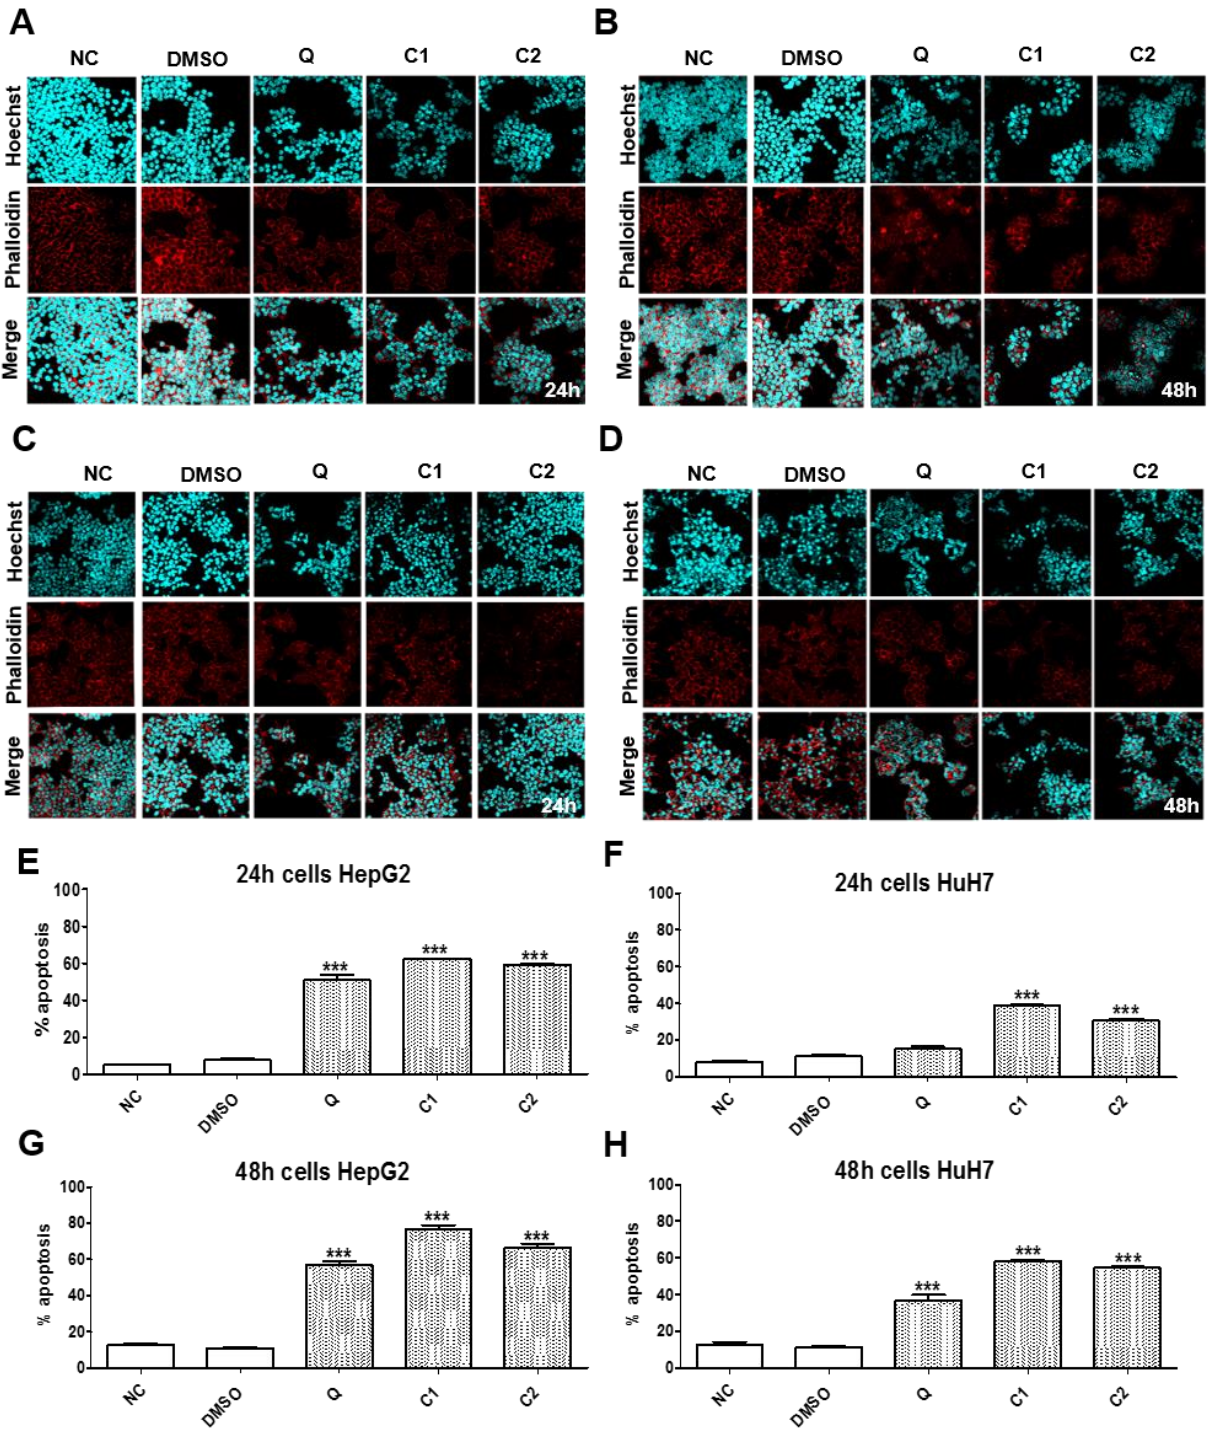 A
NC DMSO Q C1 C2
Hoechst
Phalloidin
Merge
24h
B
NC DMSO Q C1 C2
Hoechst
Phalloidin
Merge
48h
C
NC DMSO Q C1 C2
Hoechst
Phalloidin
Merge
24h
D
NC DMSO Q C1 C2
Hoechst
Phalloidin
Merge
48h
E
24h cells HepG2
% apoptosis
100
80
60
40
20
0
*** *** ***
NC DMSO Q C1 C2
F
24h cells HuH7
% apoptosis
100
80
60
40
20
0
*** ***
NC DMSO Q C1 C2
G
48h cells HepG2
% apoptosis
100
80
60
40
20
0
*** *** ***
NC DMSO Q C1 C2
H
48h cells HuH7
% apoptosis
100
80
60
40
20
0
*** *** ***
NC DMSO Q C1 C2